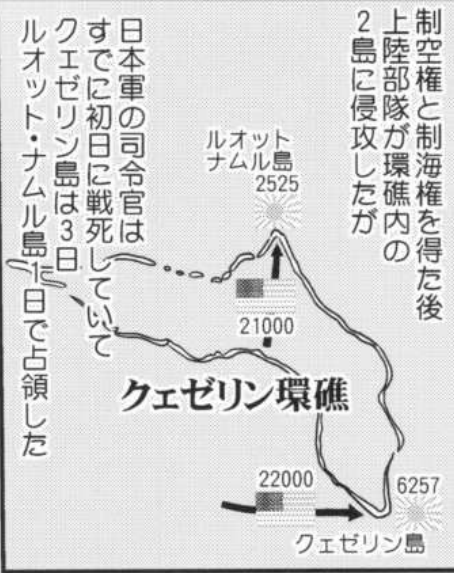 制空権と制海権を得た後
上陸部隊が環礁内の
2島に侵攻したが
ルオット
ナムル島
2525
21000
クェゼリン環礁
22000
6257
クェゼリン島
日本軍の司令官は
すでに初日に戦死していて
クェゼリン島は3日
ルオット・ナムル島1日で占領した